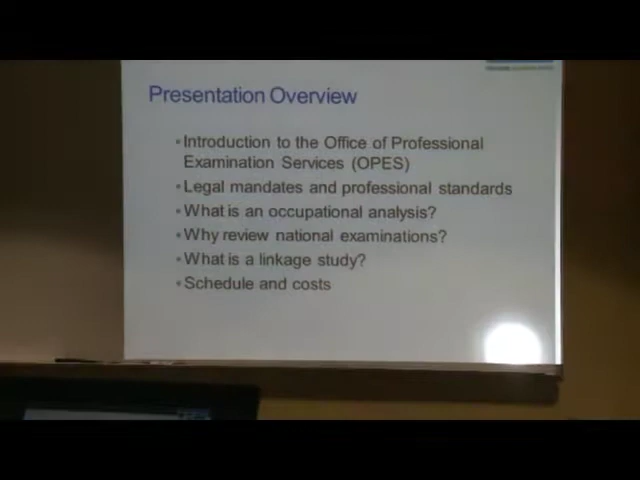 Presentation Overview
•Introduction to the Office of Professional
Examination Services (OPES)
•Legal mandates and professional standards
•What is an occupational analysis?
•Why review national examinations?
•What is a linkage study?
•Schedule and costs